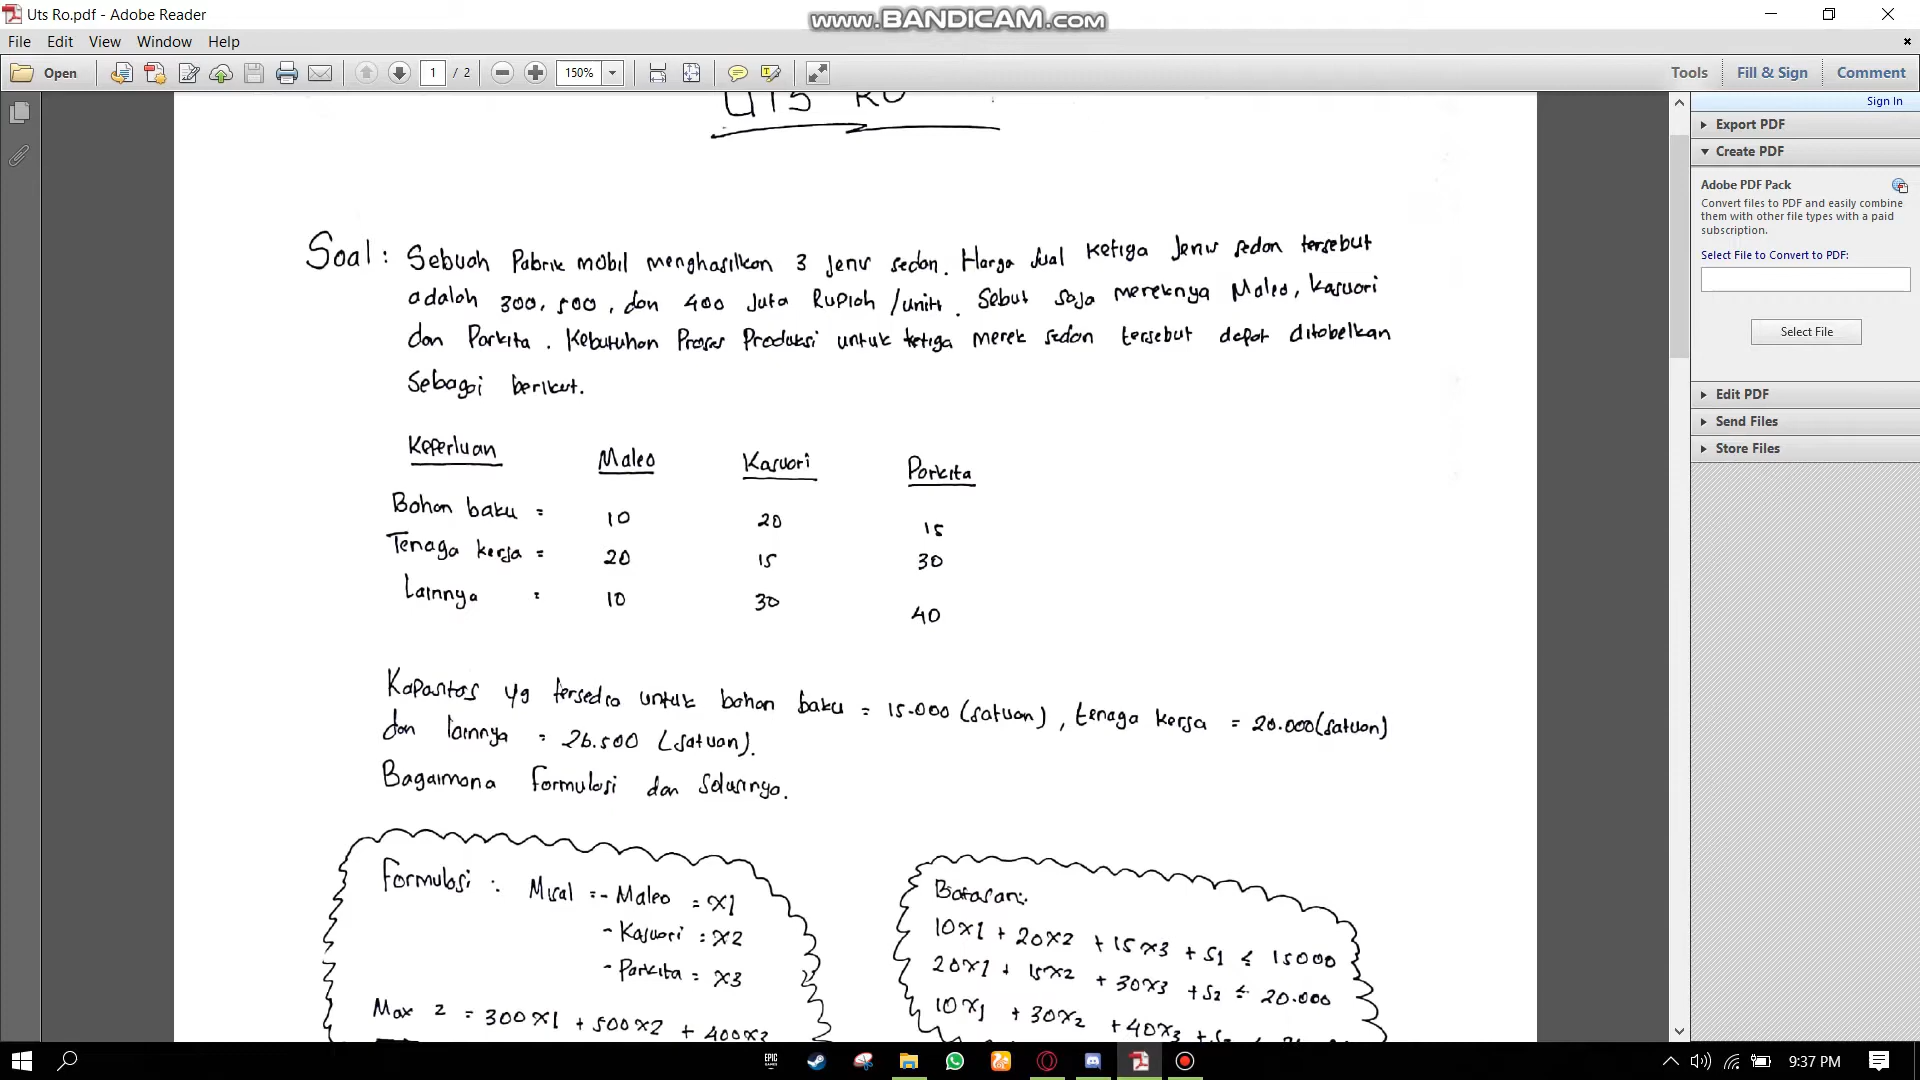 Uts Ro.pdf - Adobe Reader
www.BANDICAM.com
File Edit View Window Help
Open 1 / 2 150% Tools Fill & Sign Comment
Sign In
Export PDF
Create PDF
Adobe PDF Pack
Convert files to PDF and easily combine
them with other file types with a paid
subscription.
Select File to Convert to PDF:
Select File
Edit PDF
Send Files
Store Files
UTS RO
Soal : Sebuah Pabrik mobil menghasilkan 3 Jenis sedan. Harga Jual ketiga Jenis sedan tersebut
adalah 300, 500, dan 400 Juta Rupiah /unit. Sebut saja mereknya Maleo, Kasuari
dan Parkita. Kebutuhan Proses Produksi untuk ketiga merek sedan tersebut dapat ditabelkan
Sebagai berikut.
Keperluan Maleo Kasuari Parkita
Bahan baku = 10 20 15
Tenaga kerja = 20 15 30
Lainnya : 10 30 40
Kapasitas yg tersedia untuk bahan baku = 15.000 (satuan), tenaga kerja = 20.000 (satuan)
dan lainnya = 26.500 (satuan).
Bagaimana Formulasi dan Solusinya.
Formulasi : Misal = - Maleo = x1
- Kasuari : x2
- Parkita = x3
Max z = 300x1 + 500x2 + 400x3
Batasan:
10x1 + 20x2 + 15x3 + S1 ≤ 15000
20x1 + 15x2 + 30x3 + S2 ≤ 20.000
10x1 + 30x2 + 40x3
9:37 PM